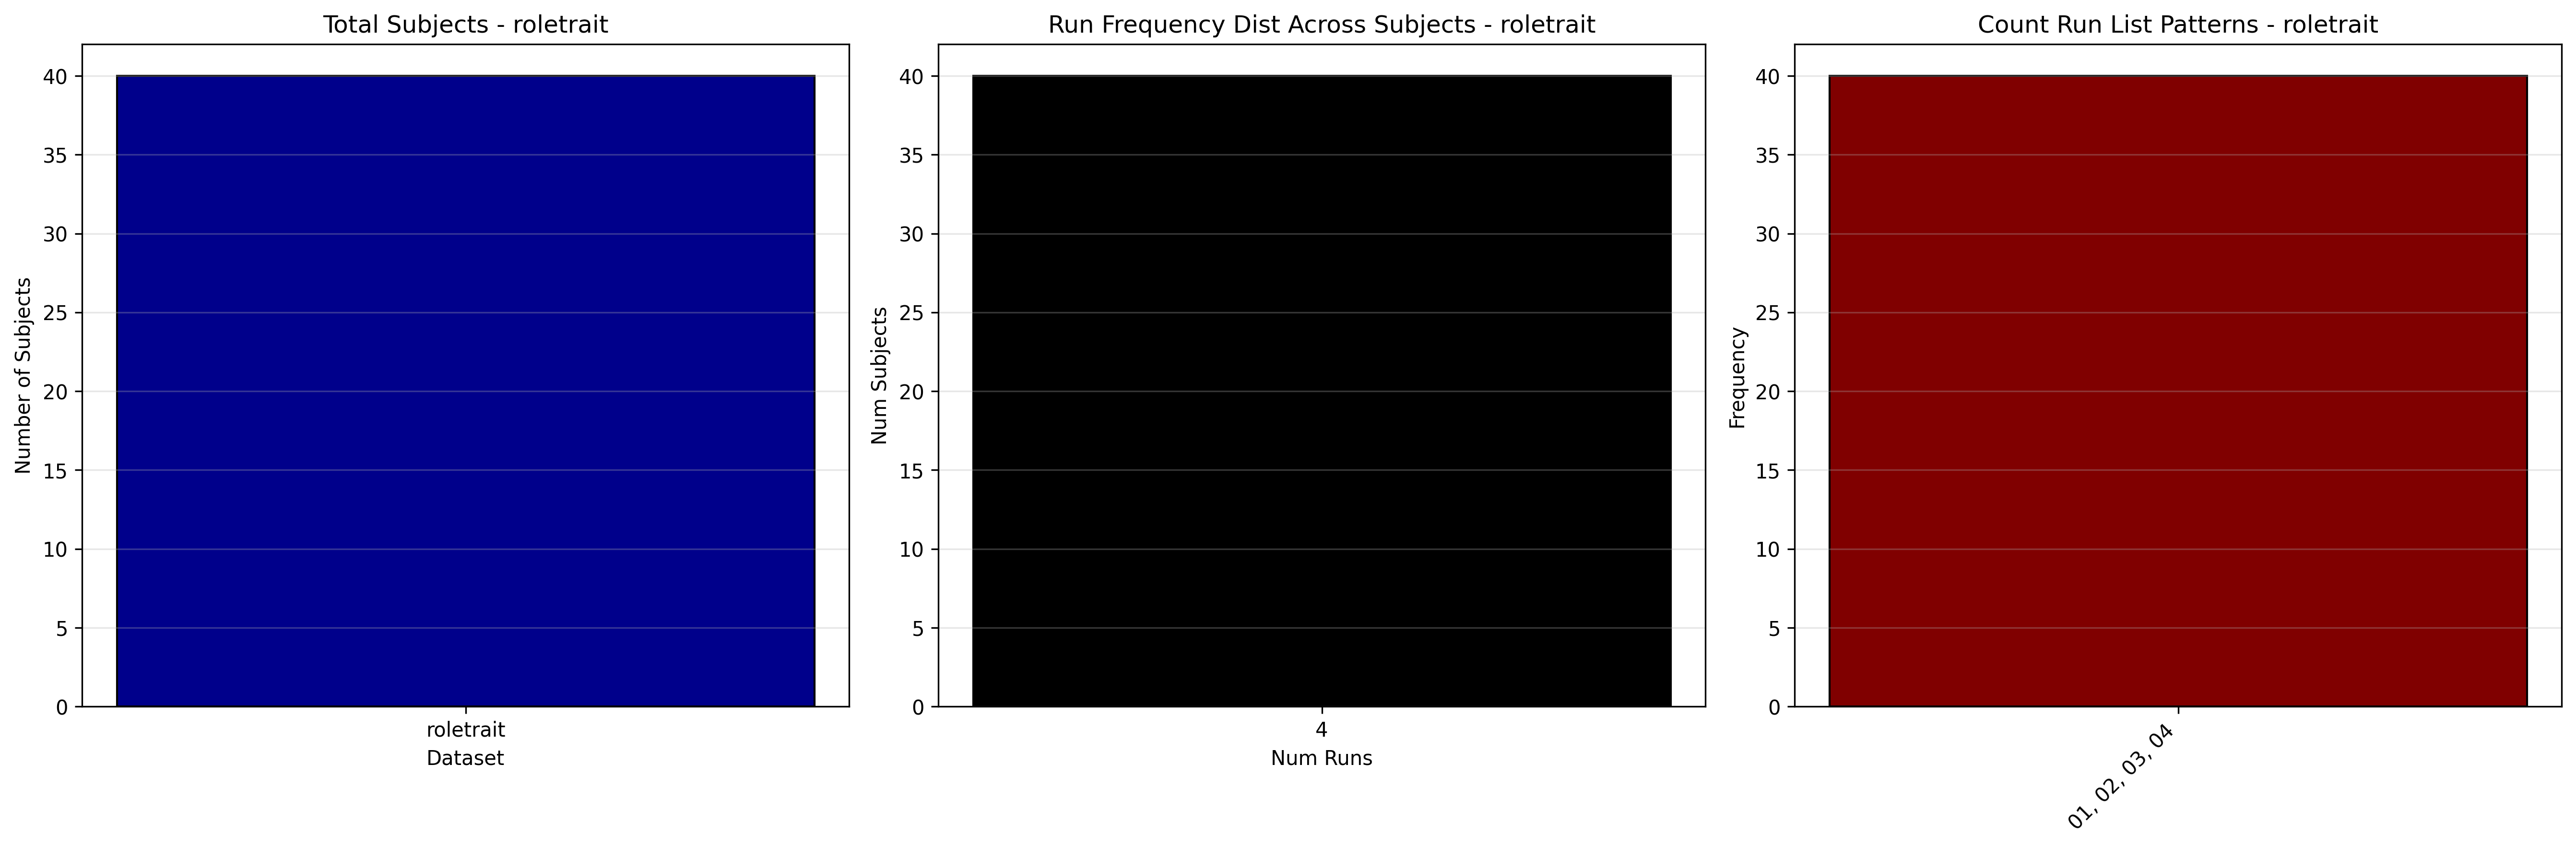 Total Subjects - roletrait
Number of Subjects
40
35
30
25
20
15
10
5
0
roletrait
Dataset
Run Frequency Dist Across Subjects - roletrait
Num Subjects
40
35
30
25
20
15
10
5
0
4
Num Runs
Count Run List Patterns - roletrait
Frequency
40
35
30
25
20
15
10
5
0
01, 02, 03, 04